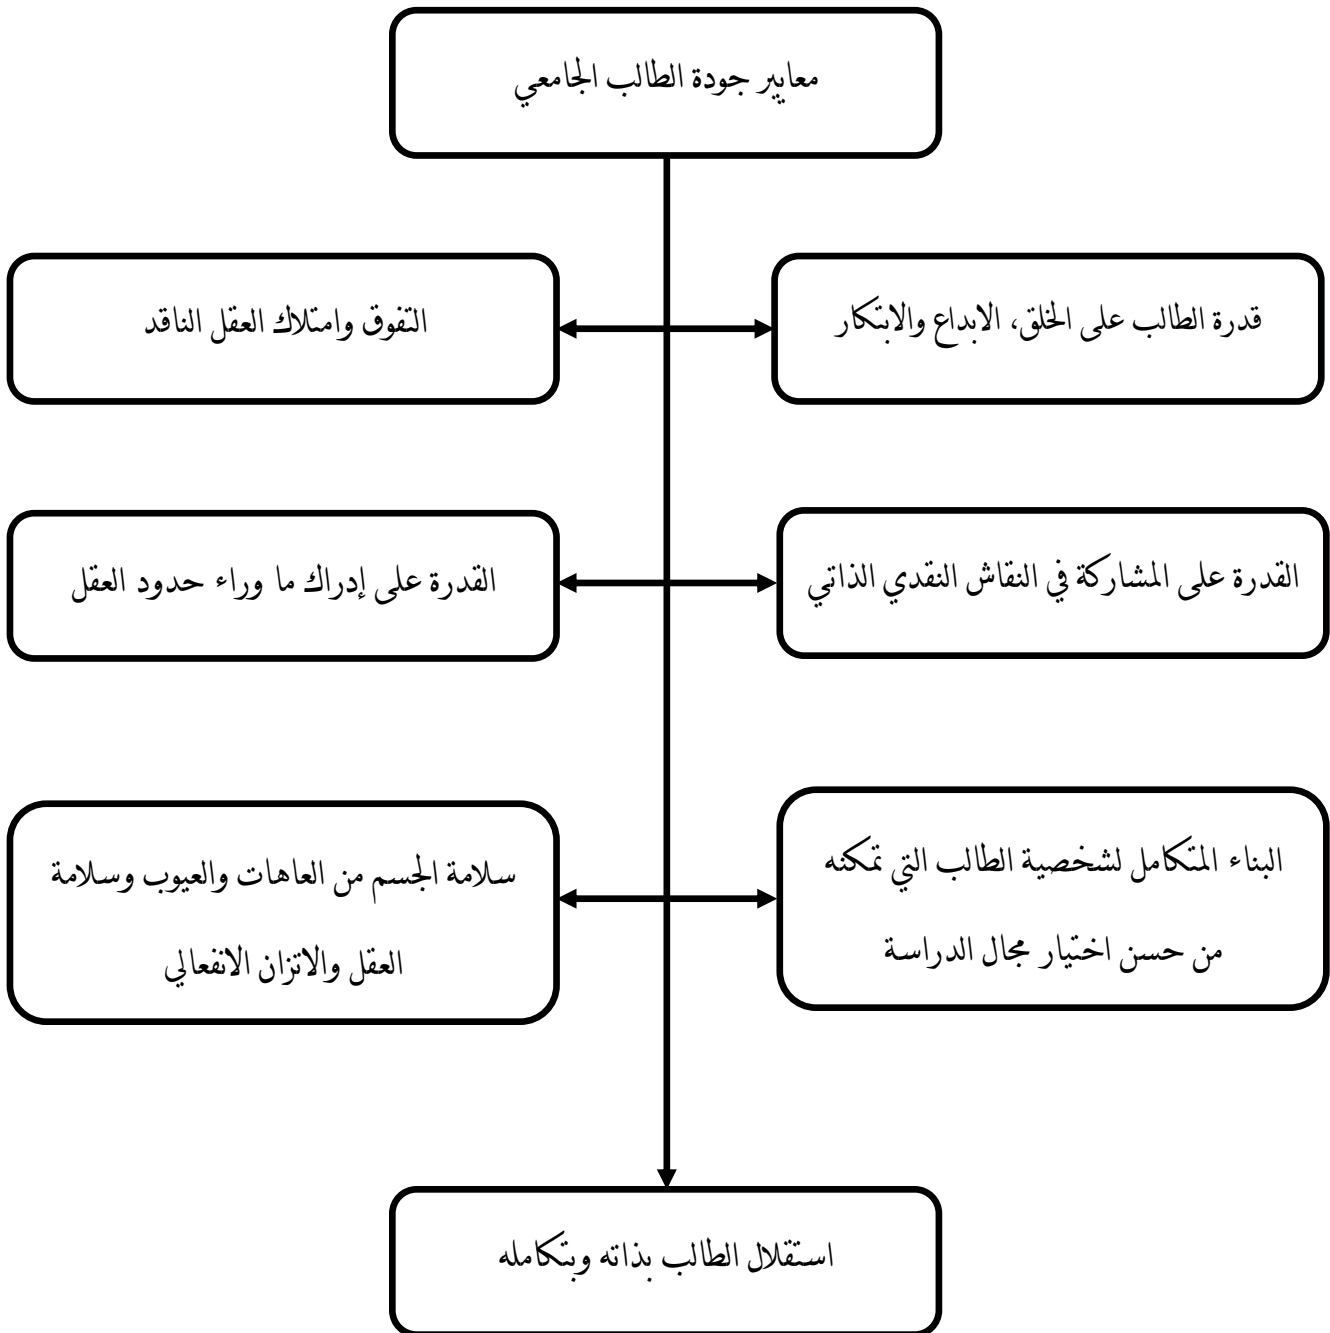 معايير جودة الطالب الجامعي
قدرة الطالب على الخلق، الابداع والابتكار
التفوق وامتلاك العقل الناقد
القدرة على المشاركة في النقاش النقدي الذاتي
القدرة على إدراك ما وراء حدود العقل
البناء المتكامل لشخصية الطالب التي تمكنه
من حسن اختيار مجال الدراسة
سلامة الجسم من العاهات والعيوب وسلامة
العقل والاتزان الانفعالي
استقلال الطالب بذاته وبتكامله